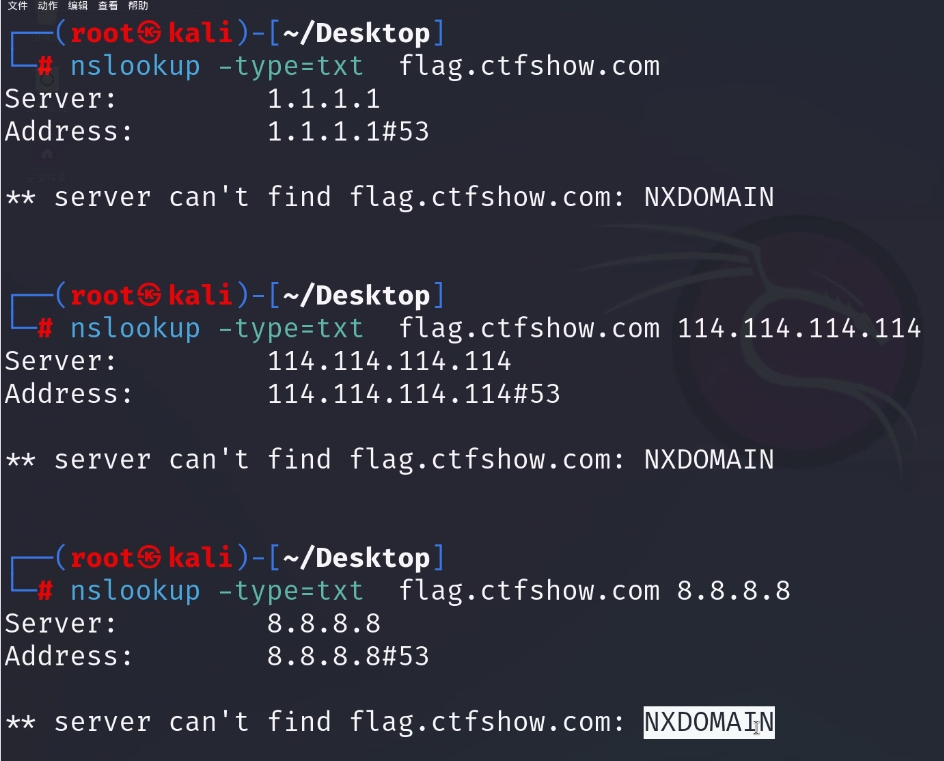 文件 动作 编辑 查看 帮助
┌──(root㉿kali)-[~/Desktop]
└─# nslookup -type=txt  flag.ctfshow.com
Server:         1.1.1.1
Address:        1.1.1.1#53
** server can't find flag.ctfshow.com: NXDOMAIN
┌──(root㉿kali)-[~/Desktop]
└─# nslookup -type=txt  flag.ctfshow.com 114.114.114.114
Server:         114.114.114.114
Address:        114.114.114.114#53
** server can't find flag.ctfshow.com: NXDOMAIN
┌──(root㉿kali)-[~/Desktop]
└─# nslookup -type=txt  flag.ctfshow.com 8.8.8.8
Server:         8.8.8.8
Address:        8.8.8.8#53
** server can't find flag.ctfshow.com: NXDOMAIN